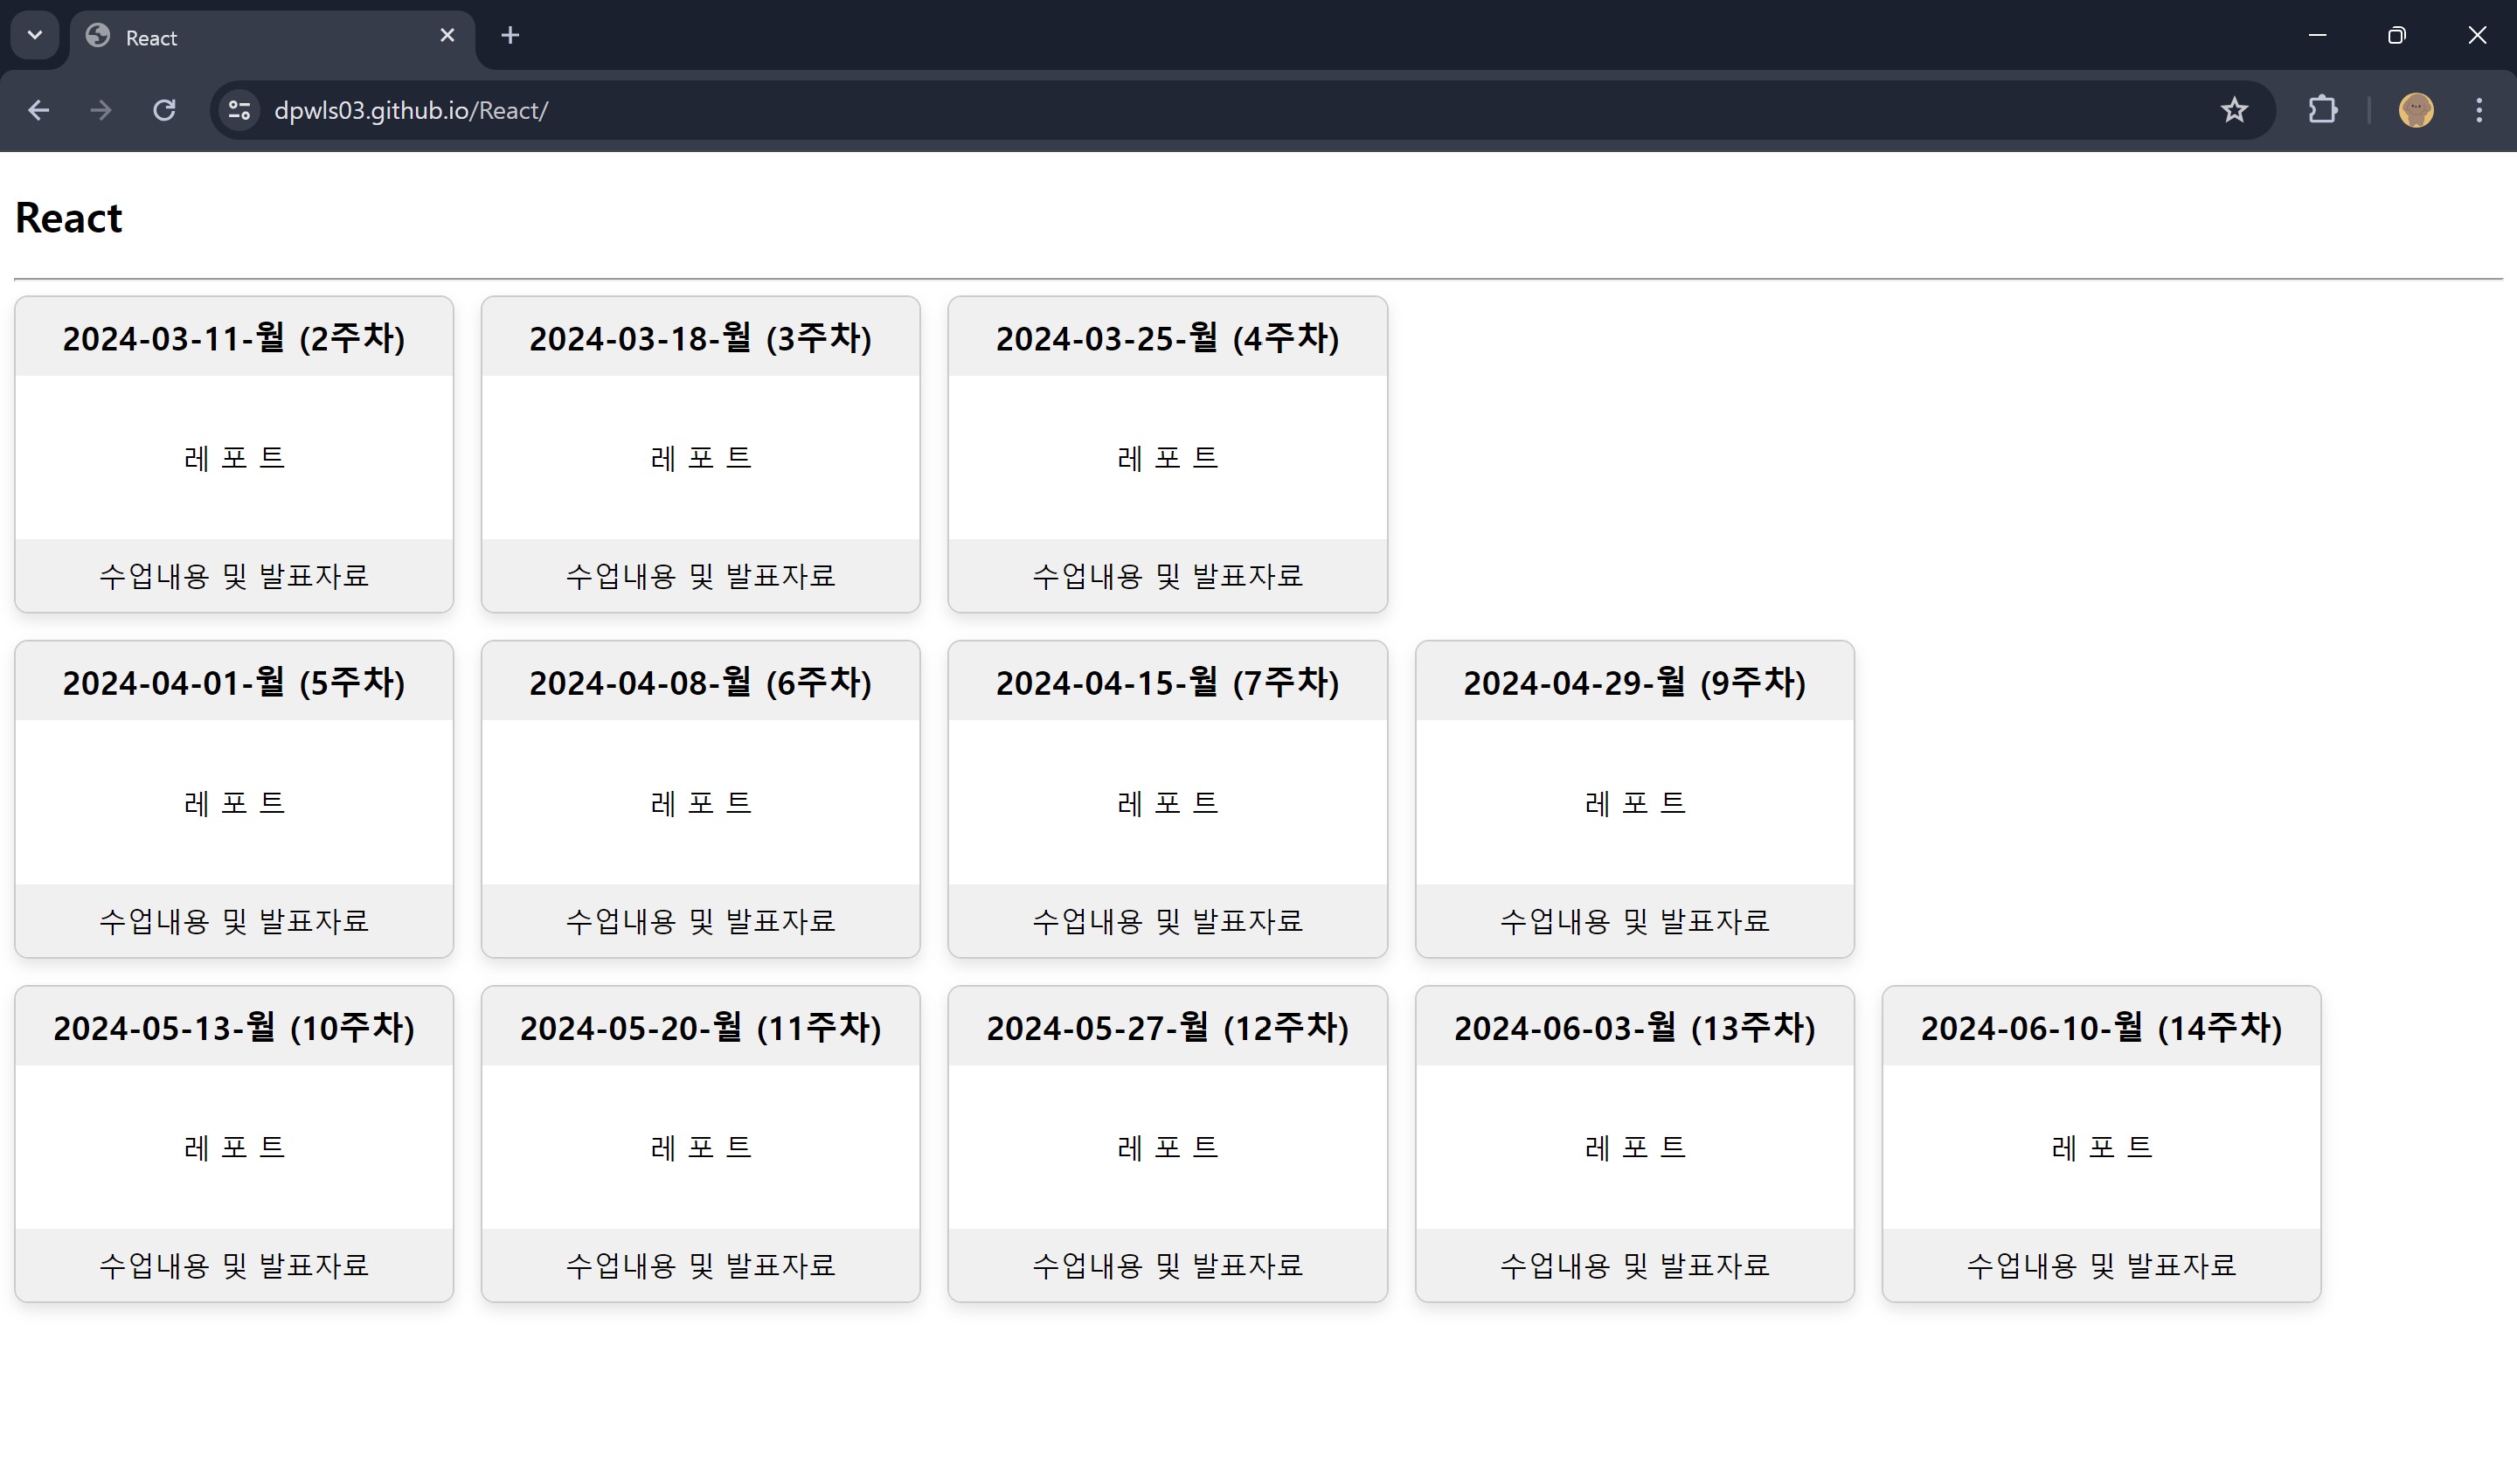 React
dpwls03.github.io/React/
React
2024-03-11-월 (2주차)
레 포 트
수업내용 및 발표자료
2024-03-18-월 (3주차)
레 포 트
수업내용 및 발표자료
2024-03-25-월 (4주차)
레 포 트
수업내용 및 발표자료
2024-04-01-월 (5주차)
레 포 트
수업내용 및 발표자료
2024-04-08-월 (6주차)
레 포 트
수업내용 및 발표자료
2024-04-15-월 (7주차)
레 포 트
수업내용 및 발표자료
2024-04-29-월 (9주차)
레 포 트
수업내용 및 발표자료
2024-05-13-월 (10주차)
레 포 트
수업내용 및 발표자료
2024-05-20-월 (11주차)
레 포 트
수업내용 및 발표자료
2024-05-27-월 (12주차)
레 포 트
수업내용 및 발표자료
2024-06-03-월 (13주차)
레 포 트
수업내용 및 발표자료
2024-06-10-월 (14주차)
레 포 트
수업내용 및 발표자료